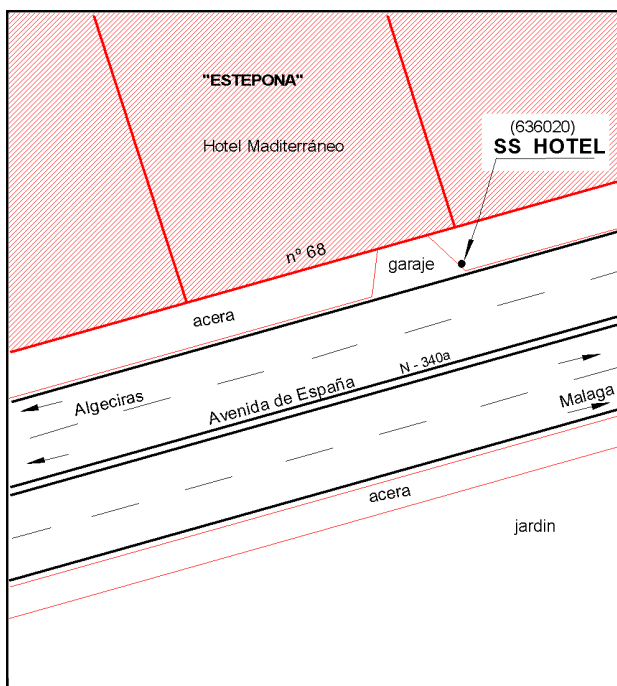 "ESTEPONA"
Hotel Maditerráneo
(636020)
SS HOTEL
nº 68
garaje
acera
N - 340a
Avenida de España
Algeciras
Malaga
acera
jardin